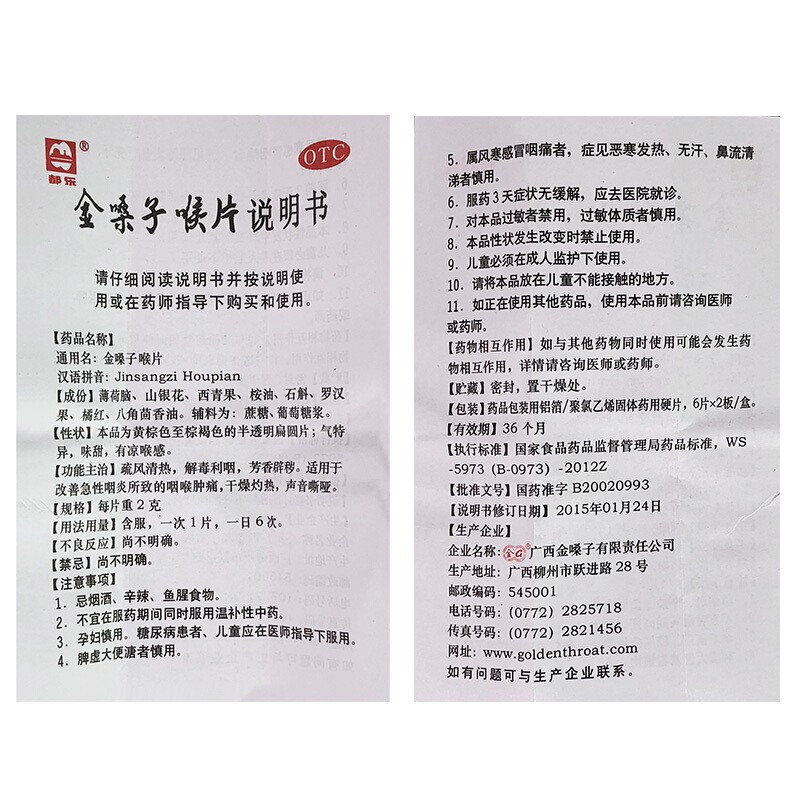 都乐
®
OTC
金嗓子喉片说明书
请仔细阅读说明书并按说明使
用或在药师指导下购买和使用。
【药品名称】
通用名：金嗓子喉片
汉语拼音：Jinsangzi Houpian
【成份】薄荷脑、山银花、西青果、桉油、石斛、罗汉
果、橘红、八角茴香油。辅料为：蔗糖、葡萄糖浆。
【性状】本品为黄棕色至棕褐色的半透明扁圆片；气特
异，味甜，有凉喉感。
【功能主治】疏风清热，解毒利咽，芳香辟秽。适用于
改善急性咽炎所致的咽喉肿痛，干燥灼热，声音嘶哑。
【规格】每片重2克
【用法用量】含服，一次1片，一日6次。
【不良反应】尚不明确。
【禁忌】尚不明确。
【注意事项】
1．忌烟酒、辛辣、鱼腥食物。
2．不宜在服药期间同时服用温补性中药。
3．孕妇慎用。糖尿病患者、儿童应在医师指导下服用。
4．脾虚大便溏者慎用。
5．属风寒感冒咽痛者，症见恶寒发热、无汗、鼻流清
涕者慎用。
6．服药3天症状无缓解，应去医院就诊。
7．对本品过敏者禁用，过敏体质者慎用。
8．本品性状发生改变时禁止使用。
9．儿童必须在成人监护下使用。
10．请将本品放在儿童不能接触的地方。
11．如正在使用其他药品，使用本品前请咨询医师
或药师。
【药物相互作用】如与其他药物同时使用可能会发生药
物相互作用，详情请咨询医师或药师。
【贮藏】密封，置干燥处。
【包装】药品包装用铝箔/聚氯乙烯固体药用硬片，6片×2板/盒。
【有效期】36个月
【执行标准】国家食品药品监督管理局药品标准，WS
-5973（B-0973）-2012Z
【批准文号】国药准字B20020993
【说明书修订日期】2015年01月24日
【生产企业】
企业名称：®广西金嗓子有限责任公司
生产地址：广西柳州市跃进路28号
邮政编码：545001
电话号码：（0772）2825718
传真号码：（0772）2821456
网址：www.goldenthroat.com
如有问题可与生产企业联系。